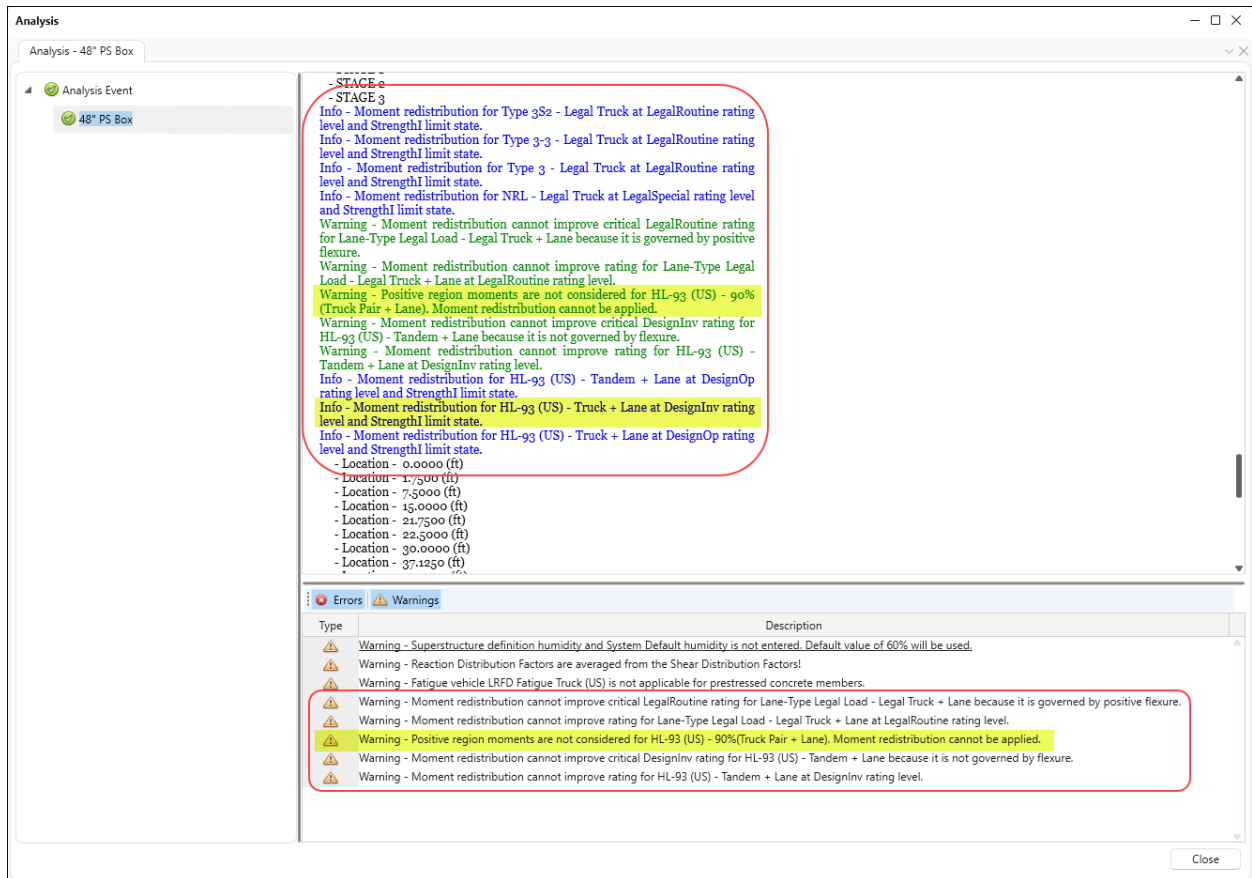 Analysis
Analysis - 48" PS Box
Analysis Event
48" PS Box
- STAGE 2
- STAGE 3
Info - Moment redistribution for Type 3S2 - Legal Truck at LegalRoutine rating
level and StrengthI limit state.
Info - Moment redistribution for Type 3-3 - Legal Truck at LegalRoutine rating
level and StrengthI limit state.
Info - Moment redistribution for Type 3 - Legal Truck at LegalRoutine rating
level and StrengthI limit state.
Info - Moment redistribution for NRL - Legal Truck at LegalSpecial rating level
and StrengthI limit state.
Warning - Moment redistribution cannot improve critical LegalRoutine rating
for Lane-Type Legal Load - Legal Truck + Lane because it is governed by positive
flexure.
Warning - Moment redistribution cannot improve rating for Lane-Type Legal
Load - Legal Truck + Lane at LegalRoutine rating level.
Warning - Positive region moments are not considered for HL-93 (US) - 90%
(Truck Pair + Lane). Moment redistribution cannot be applied.
Warning - Moment redistribution cannot improve critical DesignInv rating for
HL-93 (US) - Tandem + Lane because it is not governed by flexure.
Warning - Moment redistribution cannot improve rating for HL-93 (US) -
Tandem + Lane at DesignInv rating level.
Info - Moment redistribution for HL-93 (US) - Tandem + Lane at DesignOp
rating level and StrengthI limit state.
Info - Moment redistribution for HL-93 (US) - Truck + Lane at DesignInv rating
level and StrengthI limit state.
Info - Moment redistribution for HL-93 (US) - Truck + Lane at DesignOp rating
level and StrengthI limit state.
- Location - 0.0000 (ft)
- Location - 1.7500 (ft)
- Location - 7.5000 (ft)
- Location - 15.0000 (ft)
- Location - 21.7500 (ft)
- Location - 22.5000 (ft)
- Location - 30.0000 (ft)
- Location - 37.1250 (ft)
Errors Warnings
Type Description
Warning - Superstructure definition humidity and System Default humidity is not entered. Default value of 60% will be used.
Warning - Reaction Distribution Factors are averaged from the Shear Distribution Factors!
Warning - Fatigue vehicle LRFD Fatigue Truck (US) is not applicable for prestressed concrete members.
Warning - Moment redistribution cannot improve critical LegalRoutine rating for Lane-Type Legal Load - Legal Truck + Lane because it is governed by positive flexure.
Warning - Moment redistribution cannot improve rating for Lane-Type Legal Load - Legal Truck + Lane at LegalRoutine rating level.
Warning - Positive region moments are not considered for HL-93 (US) - 90%(Truck Pair + Lane). Moment redistribution cannot be applied.
Warning - Moment redistribution cannot improve critical DesignInv rating for HL-93 (US) - Tandem + Lane because it is not governed by flexure.
Warning - Moment redistribution cannot improve rating for HL-93 (US) - Tandem + Lane at DesignInv rating level.
Close